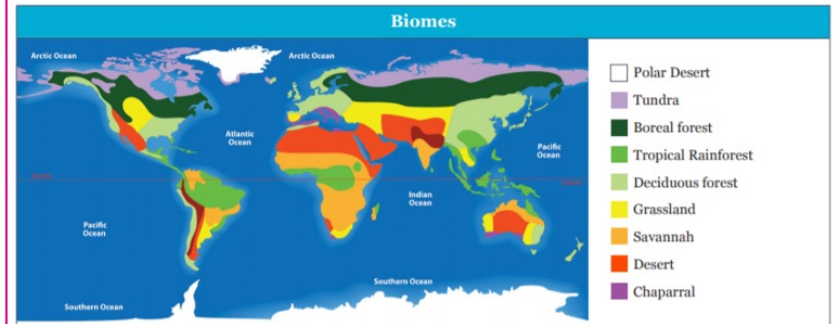 Biomes
Arctic Ocean
Arctic Ocean
Atlantic
Ocean
Pacific
Ocean
Indian
Ocean
Pacific
Ocean
Southern Ocean
Southern Ocean
Polar Desert
Tundra
Boreal forest
Tropical Rainforest
Deciduous forest
Grassland
Savannah
Desert
Chaparral